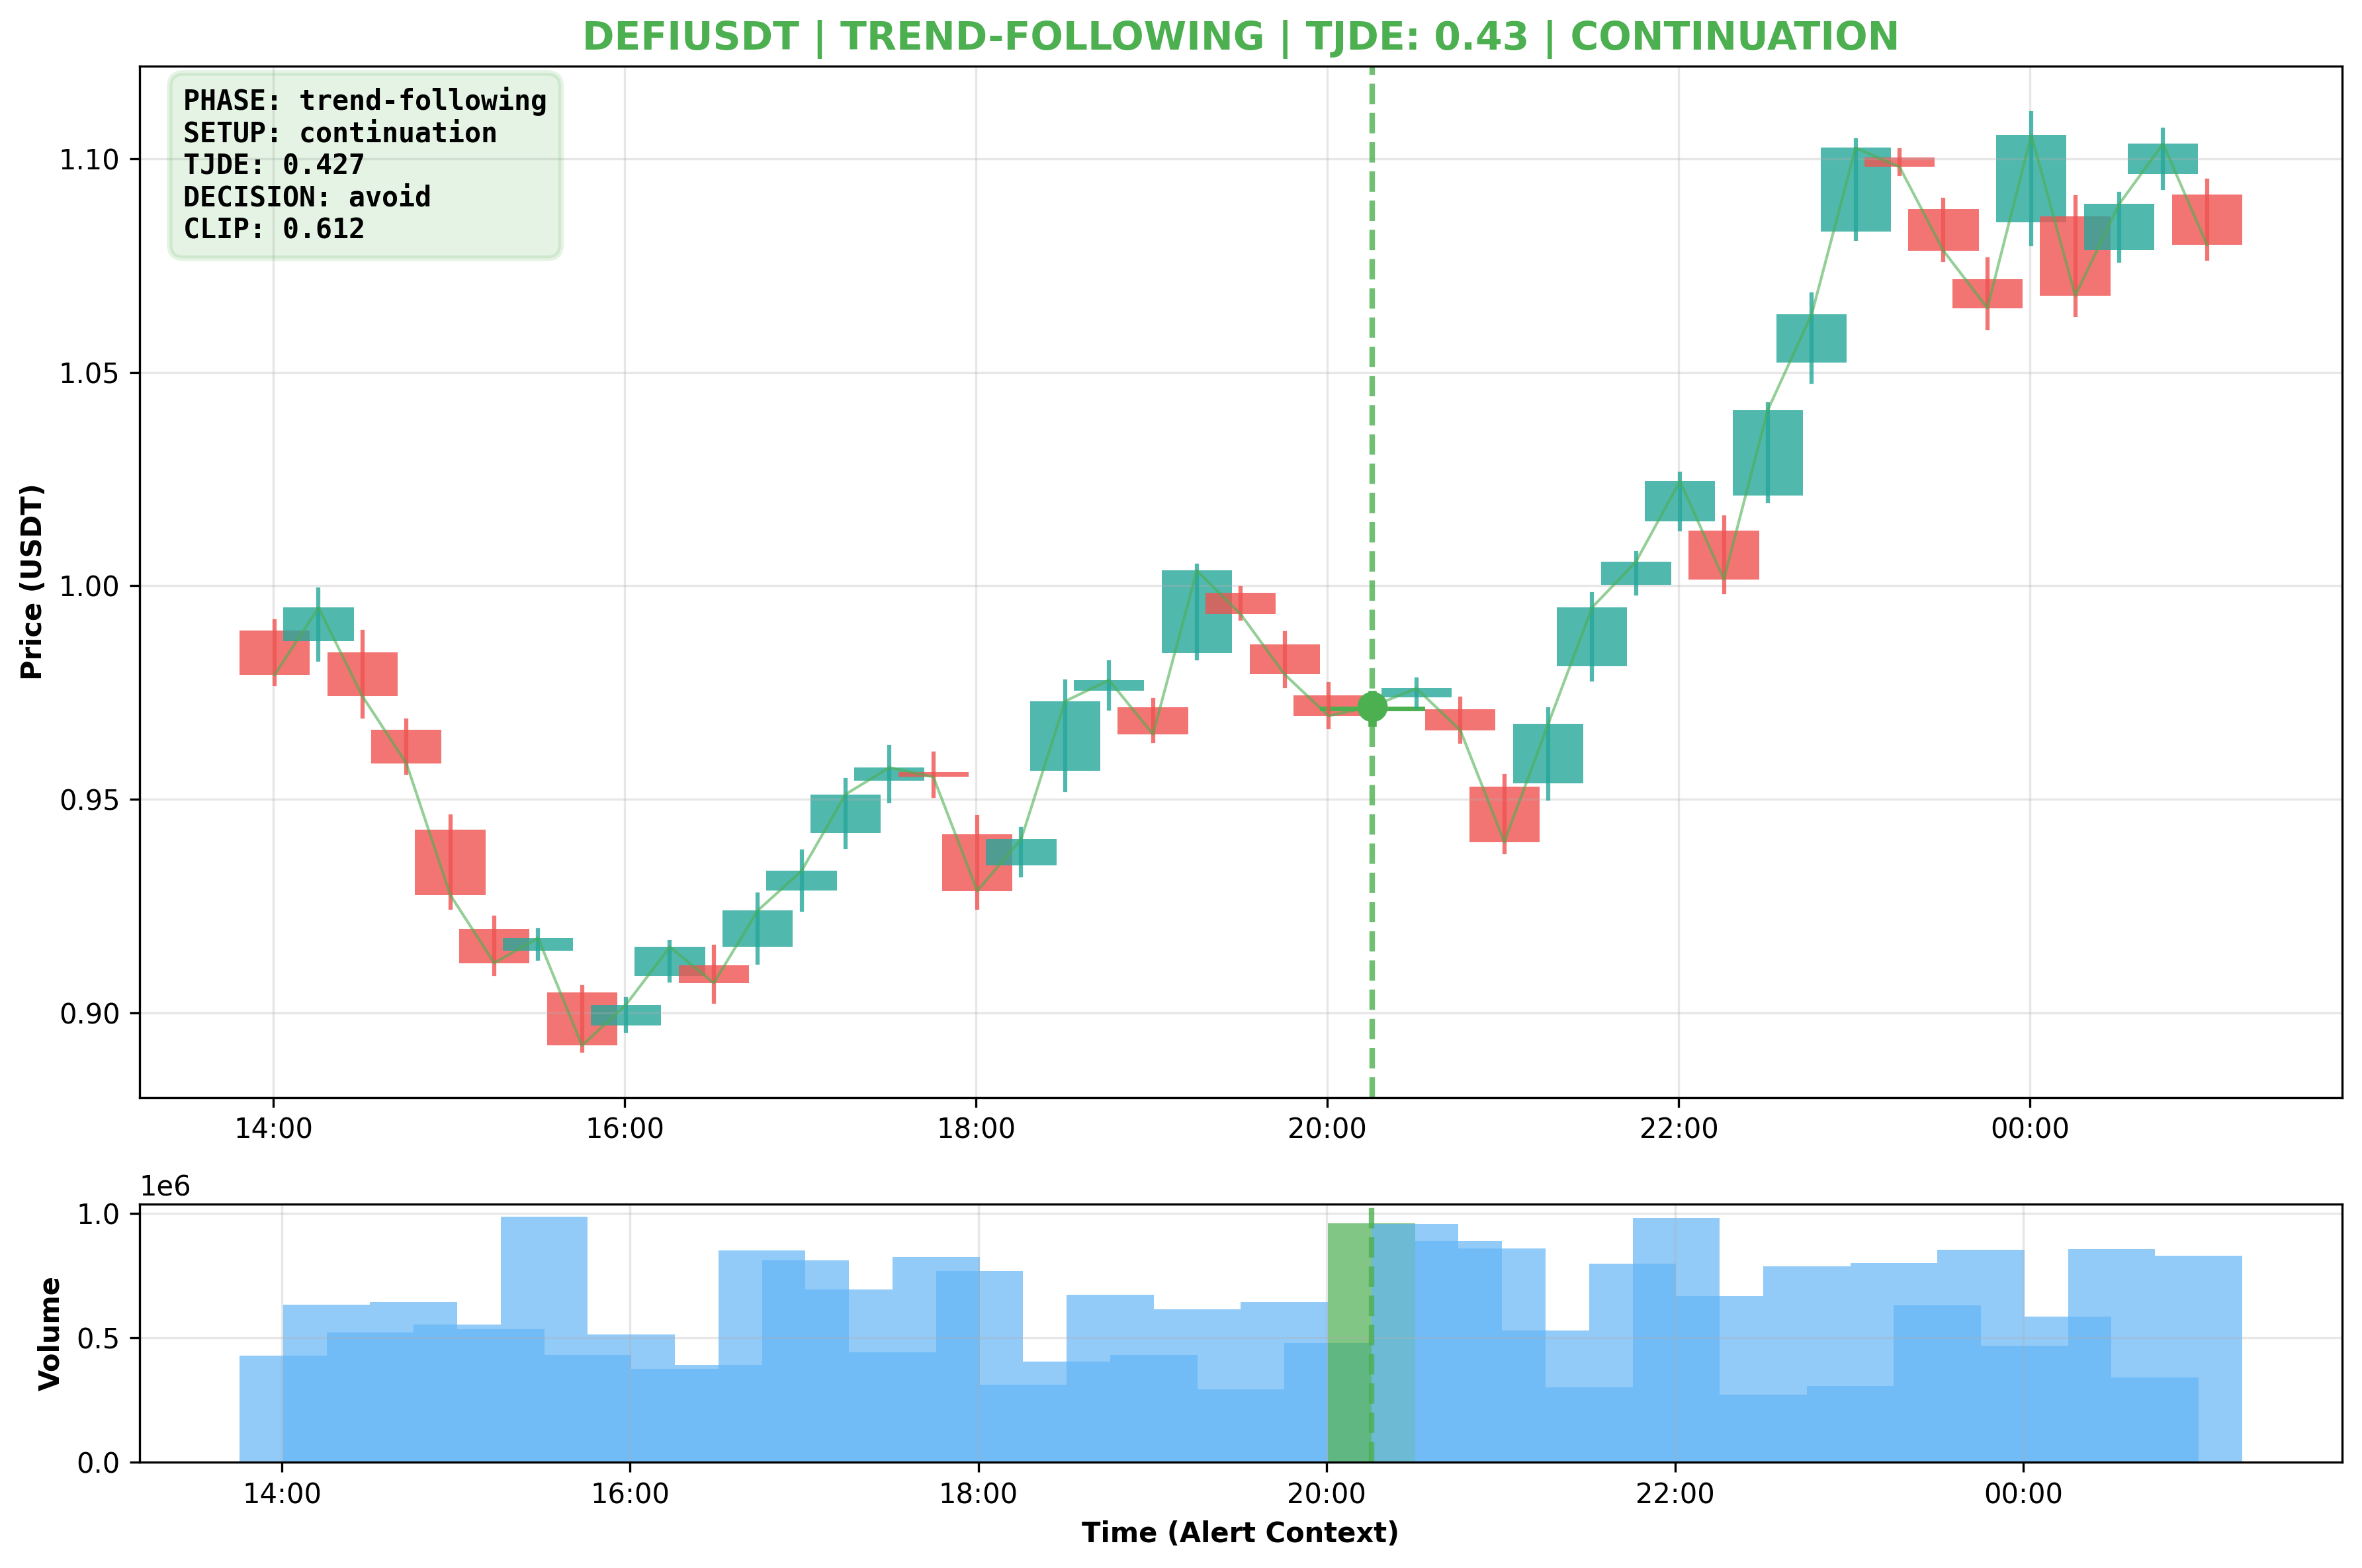 DEFIUSDT | TREND-FOLLOWING | TJDE: 0.43 | CONTINUATION
PHASE: trend-following
SETUP: continuation
TJDE: 0.427
DECISION: avoid
CLIP: 0.612
Price (USDT)
1.10
1.05
1.00
0.95
0.90
14:00 16:00 18:00 20:00 22:00 00:00
1e6
Volume
1.0
0.5
0.0
14:00 16:00 18:00 20:00 22:00 00:00
Time (Alert Context)